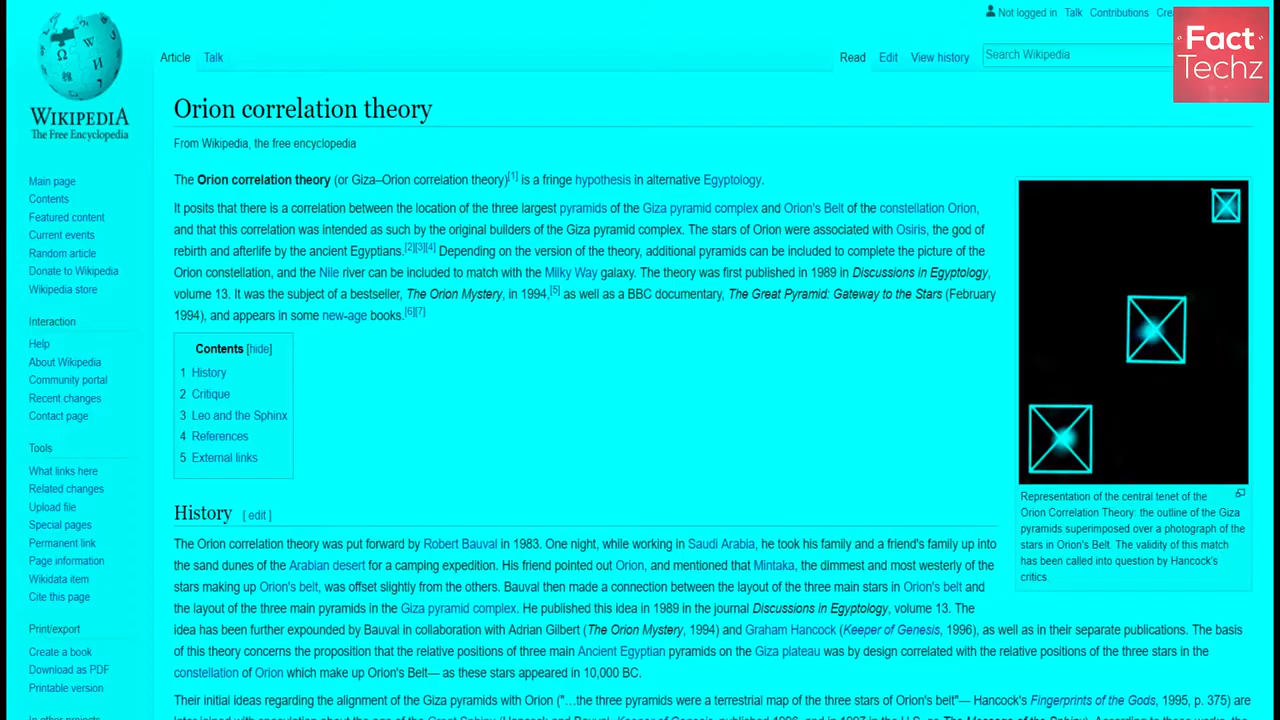 Not logged in Talk Contributions Cre
Fact
Techz
Article Talk
Read Edit View history
Search Wikipedia
WIKIPEDIA
The Free Encyclopedia
Orion correlation theory
From Wikipedia, the free encyclopedia
Main page
Contents
Featured content
Current events
Random article
Donate to Wikipedia
Wikipedia store
Interaction
Help
About Wikipedia
Community portal
Recent changes
Contact page
Tools
What links here
Related changes
Upload file
Special pages
Permanent link
Page information
Wikidata item
Cite this page
Print/export
Create a book
Download as PDF
Printable version
In other projects
The Orion correlation theory (or Giza–Orion correlation theory)[1] is a fringe hypothesis in alternative Egyptology.
It posits that there is a correlation between the location of the three largest pyramids of the Giza pyramid complex and Orion's Belt of the constellation Orion,
and that this correlation was intended as such by the original builders of the Giza pyramid complex. The stars of Orion were associated with Osiris, the god of
rebirth and afterlife by the ancient Egyptians.[2][3][4] Depending on the version of the theory, additional pyramids can be included to complete the picture of the
Orion constellation, and the Nile river can be included to match with the Milky Way galaxy. The theory was first published in 1989 in Discussions in Egyptology,
volume 13. It was the subject of a bestseller, The Orion Mystery, in 1994,[5] as well as a BBC documentary, The Great Pyramid: Gateway to the Stars (February
1994), and appears in some new-age books.[6][7]
Contents [hide]
1 History
2 Critique
3 Leo and the Sphinx
4 References
5 External links
Representation of the central tenet of the
Orion Correlation Theory: the outline of the Giza
pyramids superimposed over a photograph of the
stars in Orion's Belt. The validity of this match
has been called into question by Hancock's
critics.
History [ edit ]
The Orion correlation theory was put forward by Robert Bauval in 1983. One night, while working in Saudi Arabia, he took his family and a friend's family up into
the sand dunes of the Arabian desert for a camping expedition. His friend pointed out Orion, and mentioned that Mintaka, the dimmest and most westerly of the
stars making up Orion's belt, was offset slightly from the others. Bauval then made a connection between the layout of the three main stars in Orion's belt and
the layout of the three main pyramids in the Giza pyramid complex. He published this idea in 1989 in the journal Discussions in Egyptology, volume 13. The
idea has been further expounded by Bauval in collaboration with Adrian Gilbert (The Orion Mystery, 1994) and Graham Hancock (Keeper of Genesis, 1996), as well as in their separate publications. The basis
of this theory concerns the proposition that the relative positions of three main Ancient Egyptian pyramids on the Giza plateau was by design correlated with the relative positions of the three stars in the
constellation of Orion which make up Orion's Belt— as these stars appeared in 10,000 BC.
Their initial ideas regarding the alignment of the Giza pyramids with Orion ("…the three pyramids were a terrestrial map of the three stars of Orion's belt"— Hancock's Fingerprints of the Gods, 1995, p. 375) are